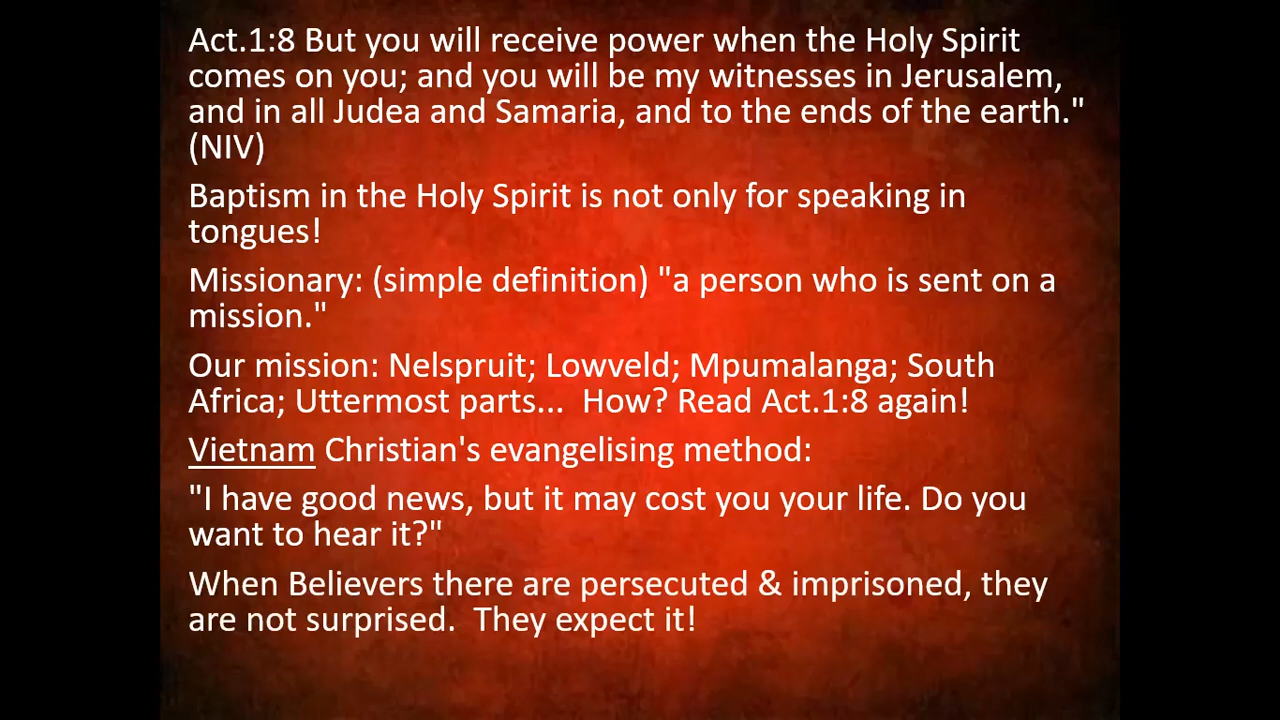 Act.1:8 But you will receive power when the Holy Spirit
comes on you; and you will be my witnesses in Jerusalem,
and in all Judea and Samaria, and to the ends of the earth."
(NIV)
Baptism in the Holy Spirit is not only for speaking in
tongues!
Missionary: (simple definition) "a person who is sent on a
mission."
Our mission: Nelspruit; Lowveld; Mpumalanga; South
Africa; Uttermost parts...  How? Read Act.1:8 again!
Vietnam Christian's evangelising method:
"I have good news, but it may cost you your life. Do you
want to hear it?"
When Believers there are persecuted & imprisoned, they
are not surprised.  They expect it!